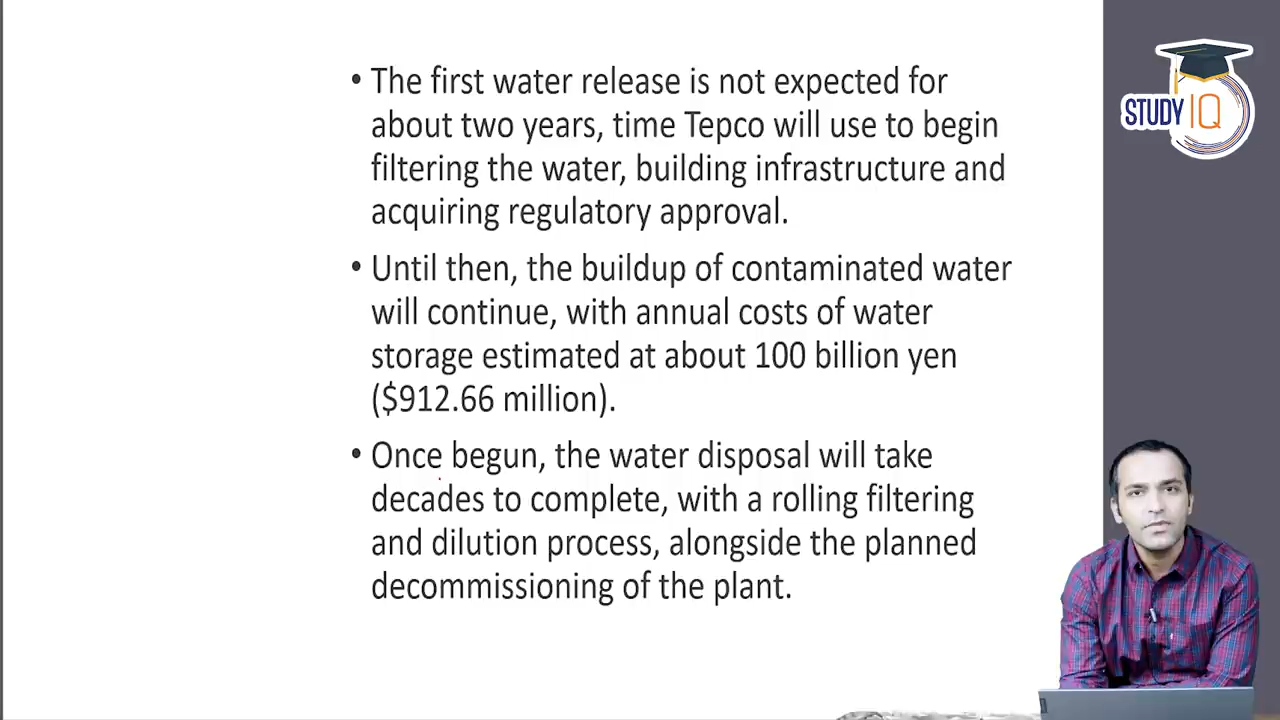 • The first water release is not expected for
about two years, time Tepco will use to begin
filtering the water, building infrastructure and
acquiring regulatory approval.
• Until then, the buildup of contaminated water
will continue, with annual costs of water
storage estimated at about 100 billion yen
($912.66 million).
• Once begun, the water disposal will take
decades to complete, with a rolling filtering
and dilution process, alongside the planned
decommissioning of the plant.
STUDY IQ